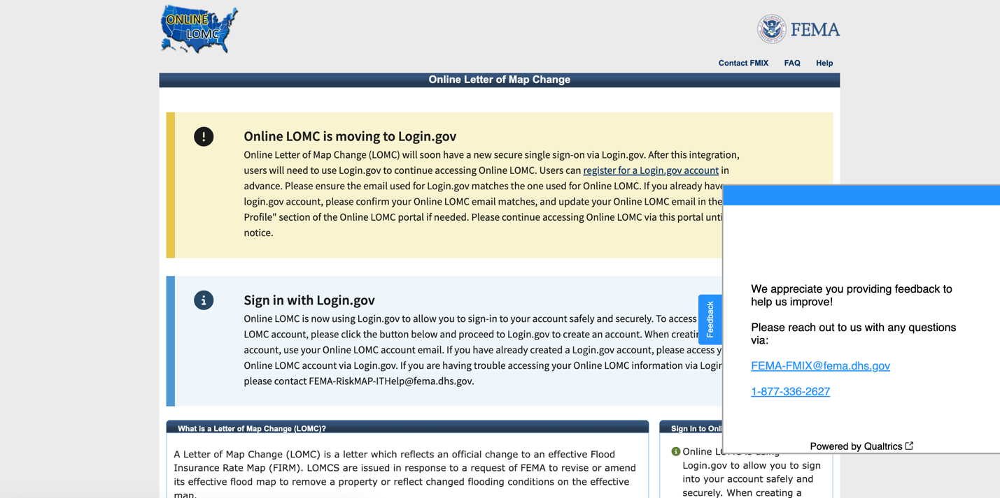 ONLINE
LOMC
FEMA
Contact FMIX FAQ Help
Online Letter of Map Change
Online LOMC is moving to Login.gov
Online Letter of Map Change (LOMC) will soon have a new secure single sign-on via Login.gov. After this integration,
users will need to use Login.gov to continue accessing Online LOMC. Users can register for a Login.gov account in
advance. Please ensure the email used for Login.gov matches the one used for Online LOMC. If you already have
login.gov account, please confirm your Online LOMC email matches, and update your Online LOMC email in the
Profile" section of the Online LOMC portal if needed. Please continue accessing Online LOMC via this portal
notice.
Sign in with Login.gov
Online LOMC is now using Login.gov to allow you to sign-in to your account safely and securely. To access
LOMC account, please click the button below and proceed to Login.gov to create an account. When
account, use your Online LOMC account email. If you have already created a Login.gov account, please access
Online LOMC account via Login.gov. If you are having trouble accessing your Online LOMC information via
please contact FEMA-RiskMAP-ITHelp@fema.dhs.gov.
Feedback
We appreciate you providing feedback to
help us improve!
Please reach out to us with any questions
via:
FEMA-FMIX@fema.dhs.gov
1-877-336-2627
Powered by Qualtrics
What is a Letter of Map Change (LOMC)?
A Letter of Map Change (LOMC) is a letter which reflects an official change to an effective Flood
Insurance Rate Map (FIRM). LOMCS are issued in response to a request of FEMA to revise or amend
its effective flood map to remove a property or reflect changed flooding conditions on the effective
map.
Sign In to
Online
Login.gov to allow you to sign
into your account safely and
securely. When creating a